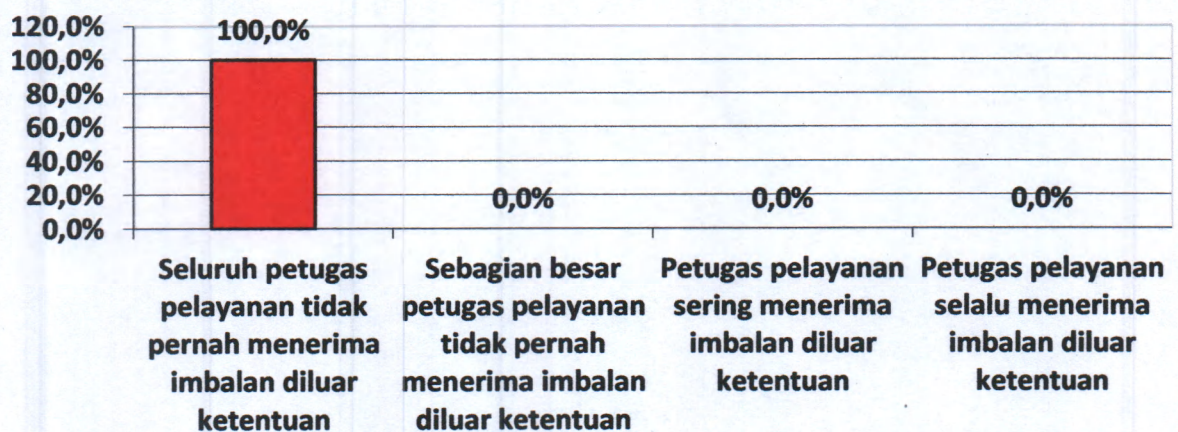 120,0%
100,0%
80,0%
60,0%
40,0%
20,0%
0,0%
100,0%
0,0%
0,0%
0,0%
Seluruh petugas
pelayanan tidak
pernah menerima
imbalan diluar
ketentuan
Sebagian besar
petugas pelayanan
tidak pernah
menerima imbalan
diluar ketentuan
Petugas pelayanan
sering menerima
imbalan diluar
ketentuan
Petugas pelayanan
selalu menerima
imbalan diluar
ketentuan